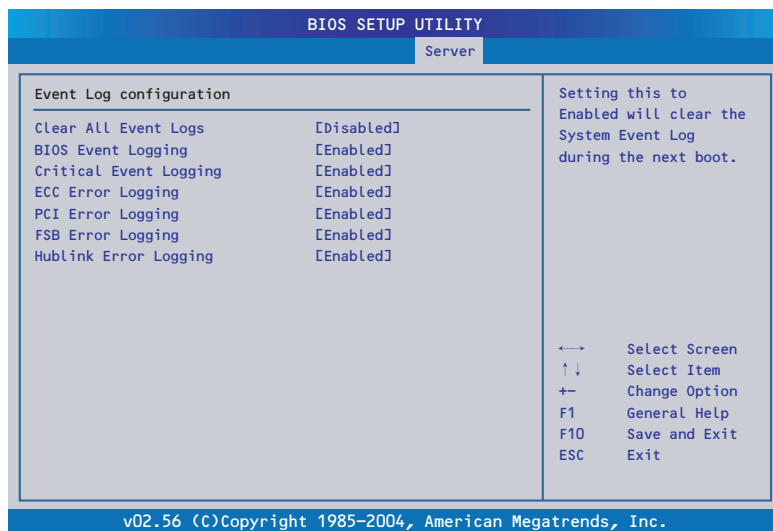 BIOS SETUP UTILITY
Server
Event Log configuration
Clear All Event Logs [Disabled]
BIOS Event Logging [Enabled]
Critical Event Logging [Enabled]
ECC Error Logging [Enabled]
PCI Error Logging [Enabled]
FSB Error Logging [Enabled]
Hublink Error Logging [Enabled]
Setting this to
Enabled will clear the
System Event Log
during the next boot.
←→ Select Screen
↑↓ Select Item
+- Change Option
F1 General Help
F10 Save and Exit
ESC Exit
v02.56 (C)Copyright 1985-2004, American Megatrends, Inc.